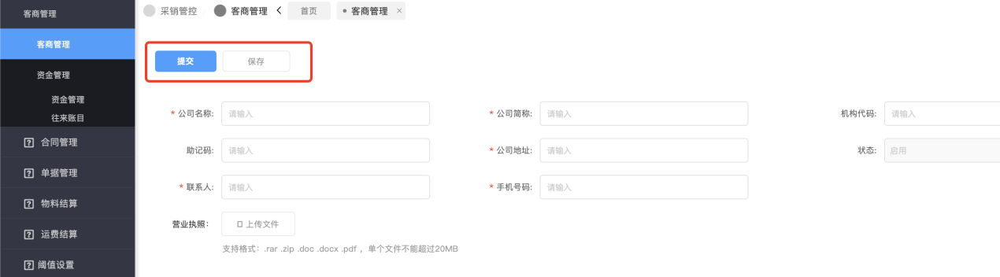 客商管理
客商管理
资金管理
资金管理
往来账目
合同管理
单据管理
物料结算
运费结算
阈值设置
采销管控 客商管理 首页 • 客商管理 ×
提交 保存
* 公司名称: 请输入 * 公司简称: 请输入 机构代码: 请输入
助记码: 请输入 * 公司地址: 请输入 状态: 启用
* 联系人: 请输入 * 手机号码: 请输入
营业执照: 上传文件
支持格式: .rar .zip .doc .docx .pdf ，单个文件不能超过20MB